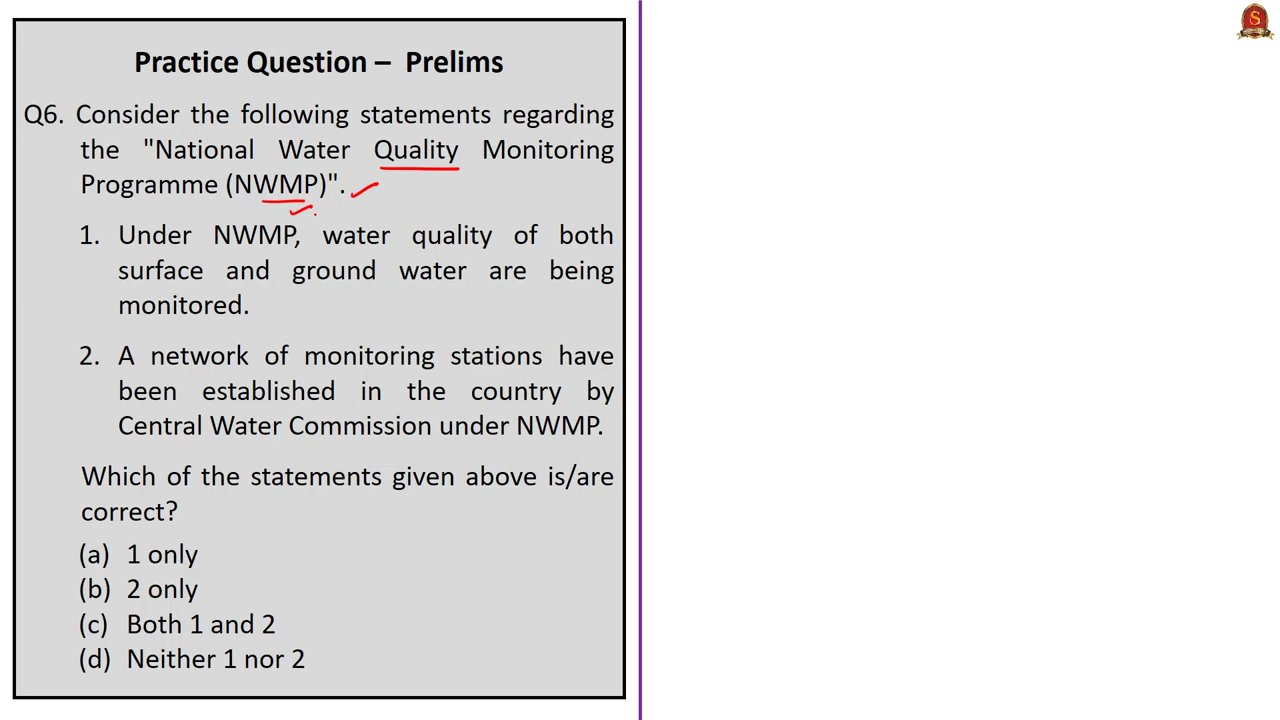 Practice Question – Prelims
Q6. Consider the following statements regarding
the "National Water Quality Monitoring
Programme (NWMP)".
1. Under NWMP, water quality of both
surface and ground water are being
monitored.
2. A network of monitoring stations have
been established in the country by
Central Water Commission under NWMP.
Which of the statements given above is/are
correct?
(a) 1 only
(b) 2 only
(c) Both 1 and 2
(d) Neither 1 nor 2
S